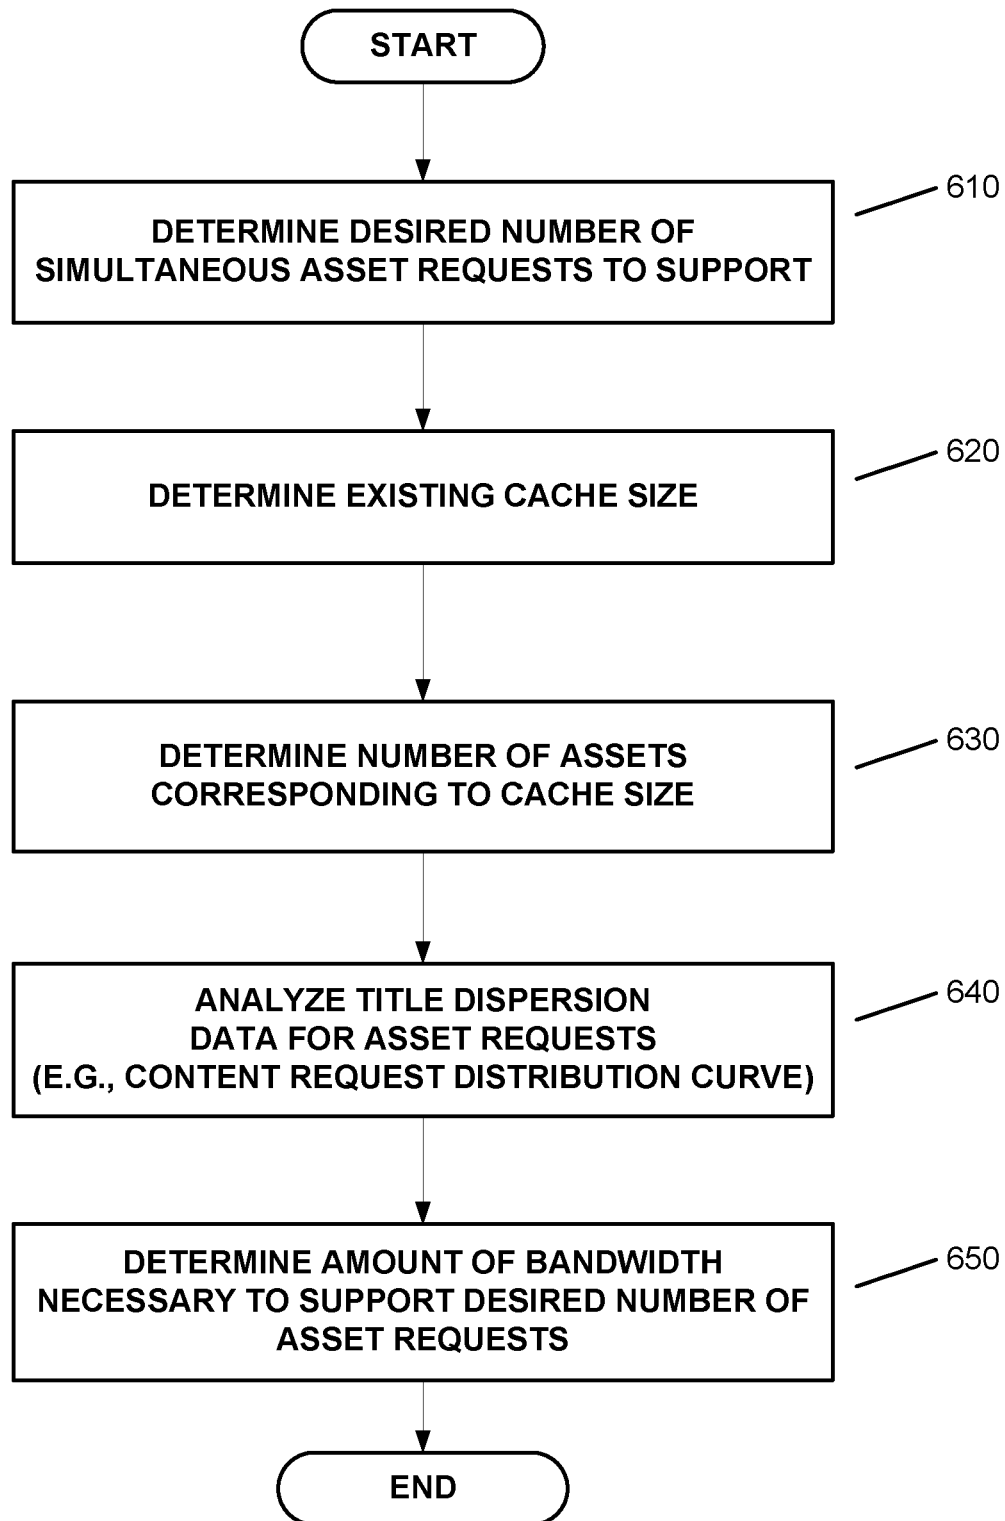 START
DETERMINE DESIRED NUMBER OF
SIMULTANEOUS ASSET REQUESTS TO SUPPORT
610
DETERMINE EXISTING CACHE SIZE
620
DETERMINE NUMBER OF ASSETS
CORRESPONDING TO CACHE SIZE
630
ANALYZE TITLE DISPERSION
DATA FOR ASSET REQUESTS
(E.G., CONTENT REQUEST DISTRIBUTION CURVE)
640
DETERMINE AMOUNT OF BANDWIDTH
NECESSARY TO SUPPORT DESIRED NUMBER OF
ASSET REQUESTS
650
END